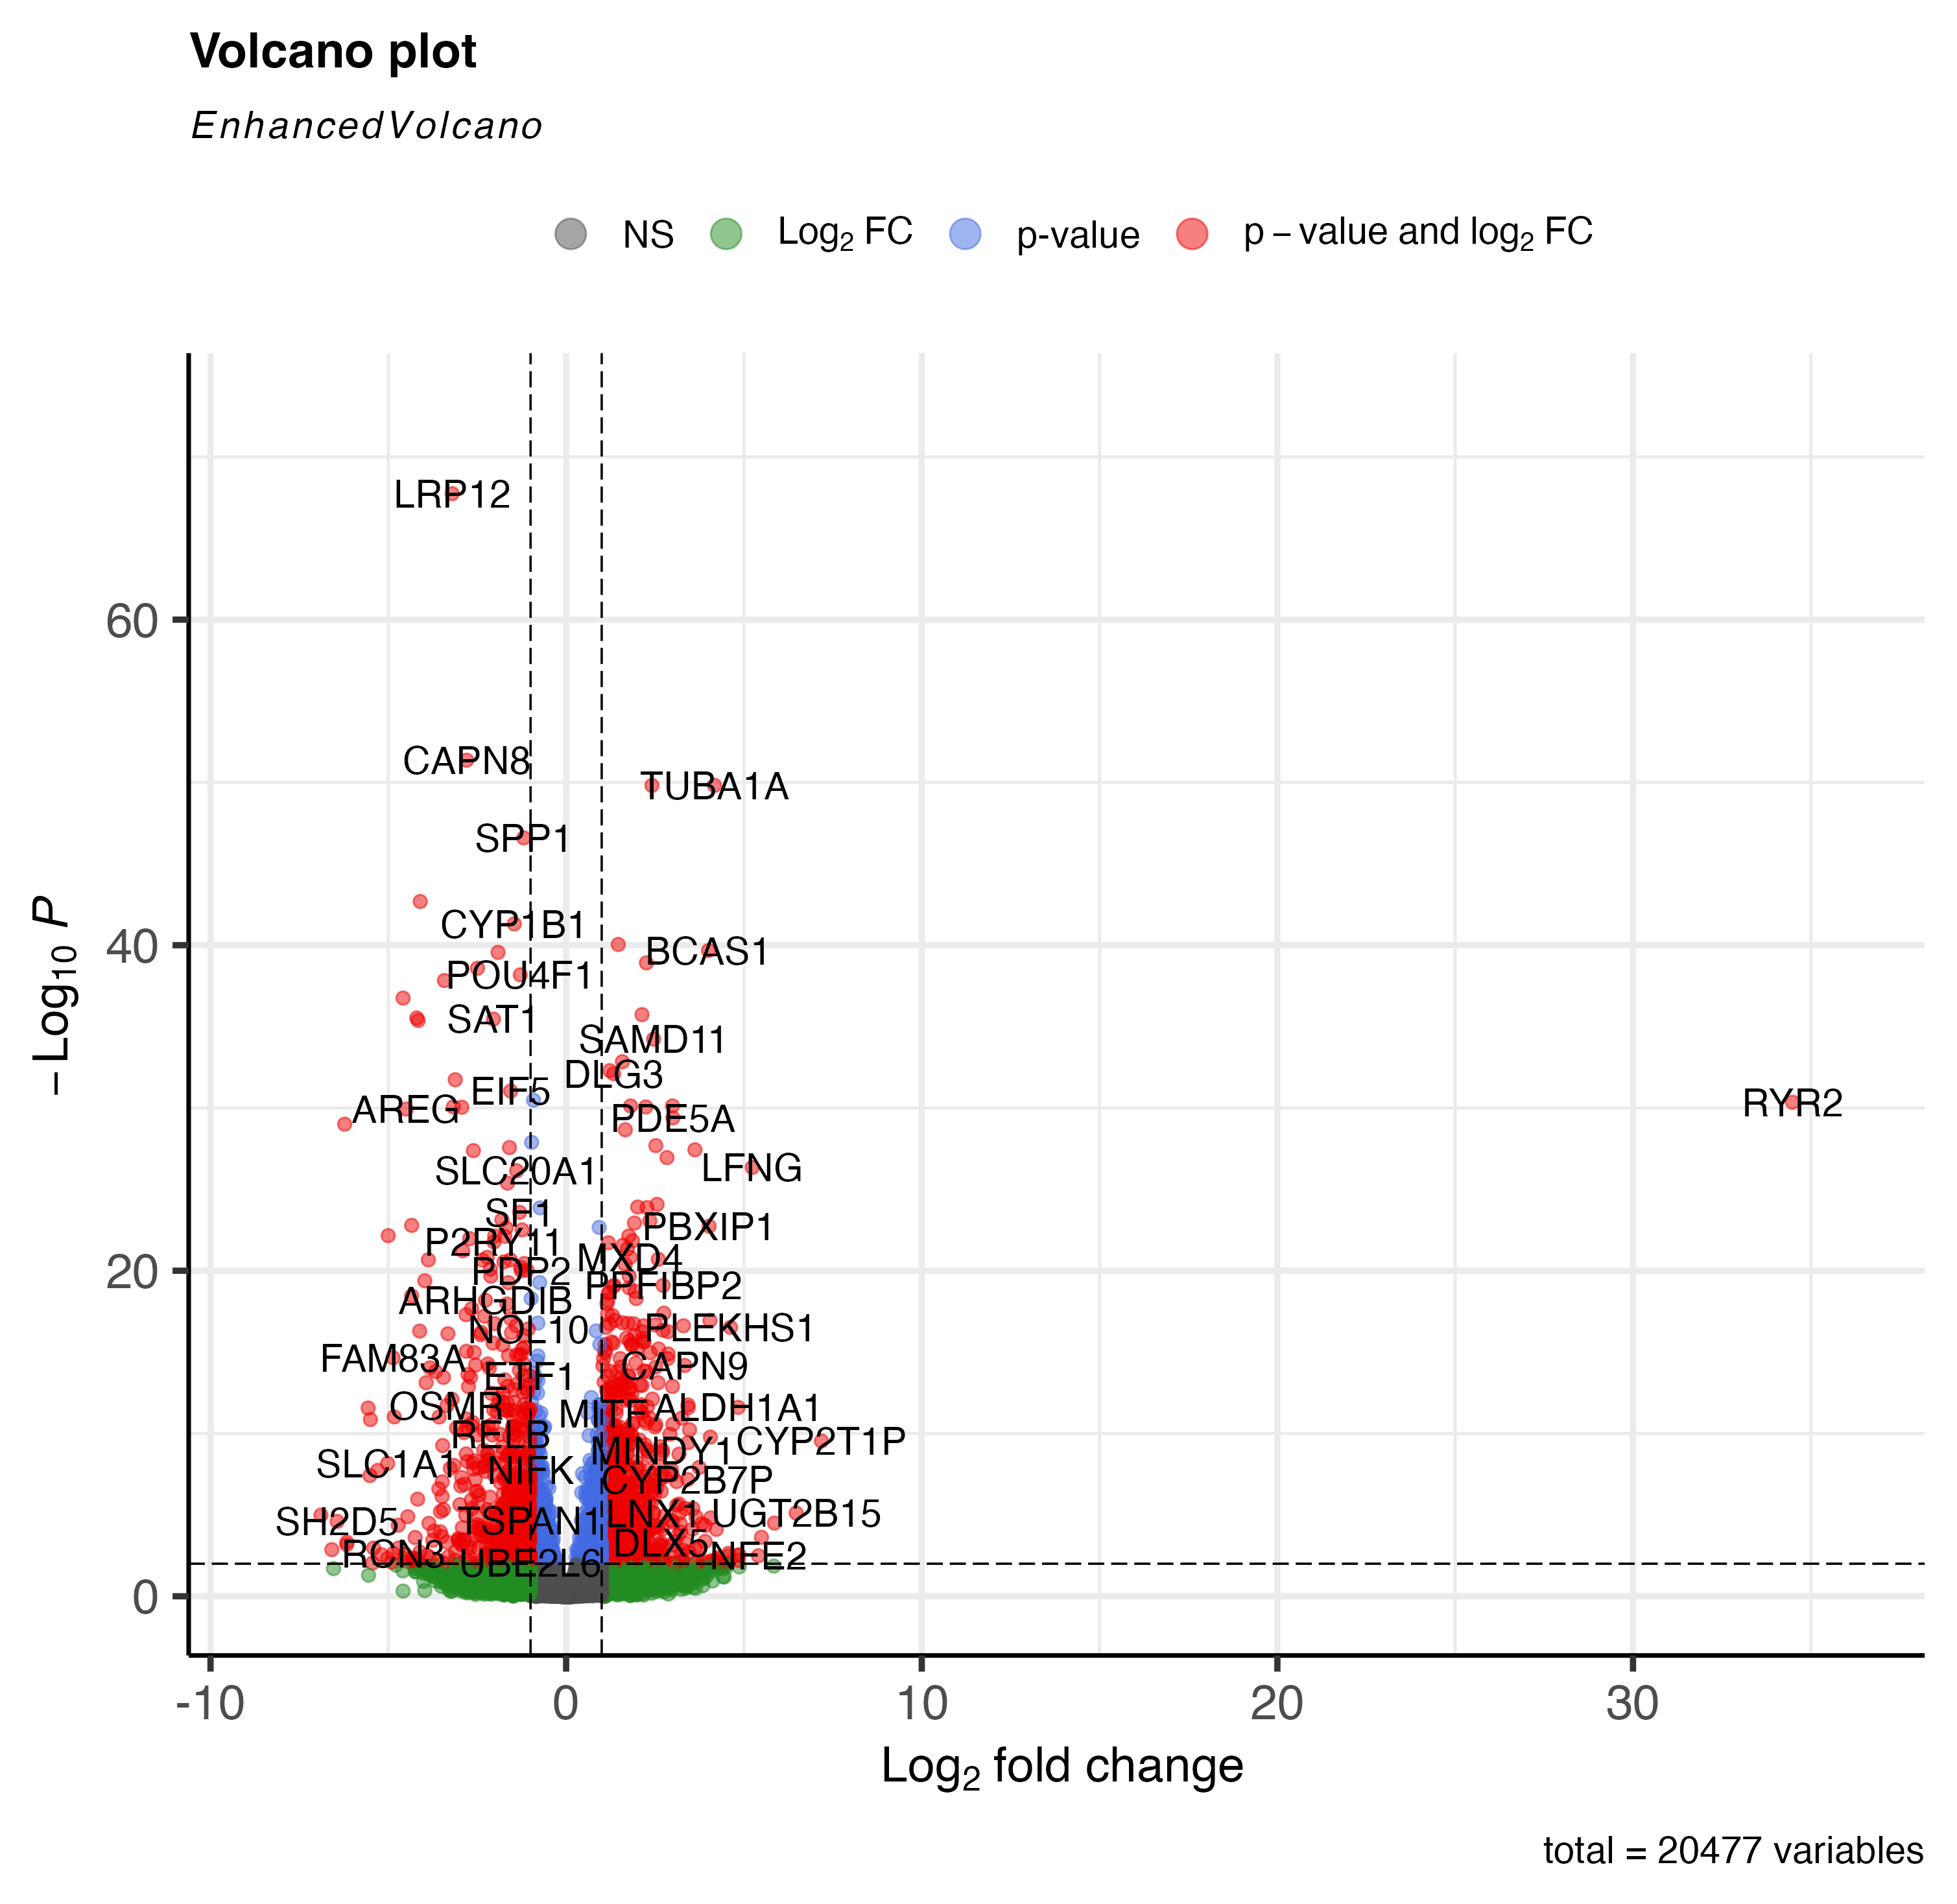 Volcano plot
EnhancedVolcano
NS Log₂ FC p-value p − value and log₂ FC
−Log₁₀ P
60
40
20
0
LRP12
CAPN8
TUBA1A
SPP1
CYP1B1
BCAS1
POU4F1
SAT1
SAMD11
DLG3
EIF5
RYR2
AREG
PDE5A
LFNG
SLC20A1
SF1
PBXIP1
P2RY11
MXD4
PDP2
PPFIBP2
ARHGDIB
NOL10
PLEKHS1
FAM83A
CAPN9
ETF1
OSMR
ALDH1A1
MITF
RELB
CYP2T1P
MINDY1
SLC1A1
NIFK
CYP2B7P
SH2D5
TSPAN1
LNX1
UGT2B15
DLX5
RCN3
NFE2
UBE2L6
-10 0 10 20 30
Log₂ fold change
total = 20477 variables